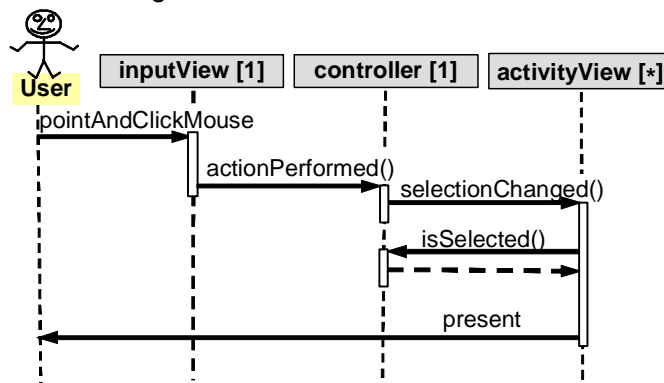 User
inputView [1]
controller [1]
activityView [*]
pointAndClickMouse
actionPerformed()
selectionChanged()
isSelected()
present